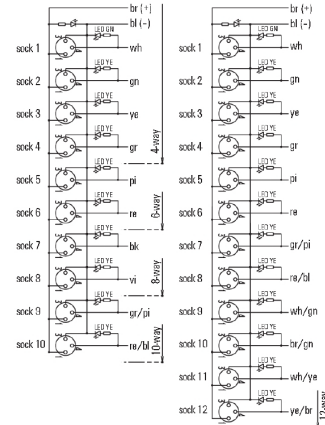 br (+)
bl (−)
LED GN
sock 1 wh
LED YE
sock 2 gn
LED YE
sock 3 ye
LED YE
sock 4 gr
4-way
LED YE
sock 5 pi
LED YE
sock 6 re
6-way
LED YE
sock 7 bk
LED YE
sock 8 vi
8-way
LED YE
sock 9 gr/pi
LED YE
sock 10 re/bl
10-way
br (+)
bl (−)
LED GN
sock 1 wh
LED YE
sock 2 gn
LED YE
sock 3 ye
LED YE
sock 4 gr
LED YE
sock 5 pi
LED YE
sock 6 re
LED YE
sock 7 gr/pi
LED YE
sock 8 re/bl
LED YE
sock 9 wh/gn
LED YE
sock 10 br/gn
LED YE
sock 11 wh/ye
LED YE
sock 12 ye/br
12-way